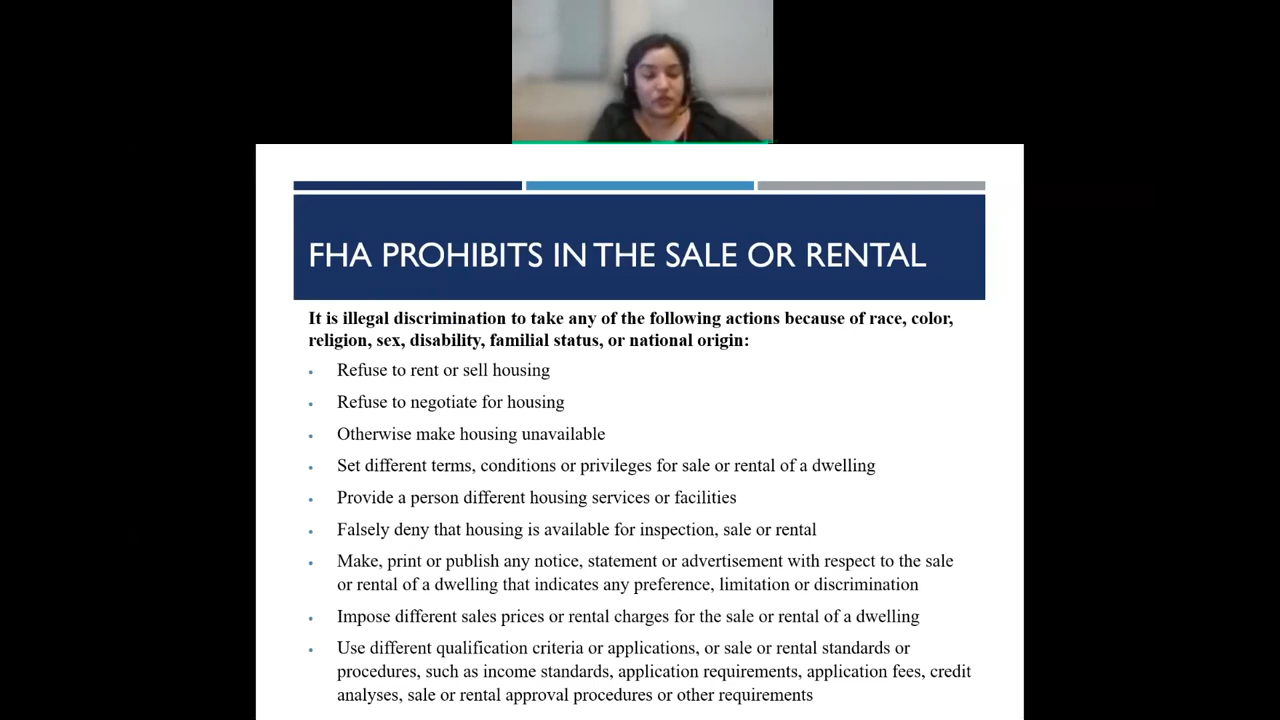 FHA PROHIBITS IN THE SALE OR RENTAL
It is illegal discrimination to take any of the following actions because of race, color,
religion, sex, disability, familial status, or national origin:
• Refuse to rent or sell housing
• Refuse to negotiate for housing
• Otherwise make housing unavailable
• Set different terms, conditions or privileges for sale or rental of a dwelling
• Provide a person different housing services or facilities
• Falsely deny that housing is available for inspection, sale or rental
• Make, print or publish any notice, statement or advertisement with respect to the sale
or rental of a dwelling that indicates any preference, limitation or discrimination
• Impose different sales prices or rental charges for the sale or rental of a dwelling
• Use different qualification criteria or applications, or sale or rental standards or
procedures, such as income standards, application requirements, application fees, credit
analyses, sale or rental approval procedures or other requirements